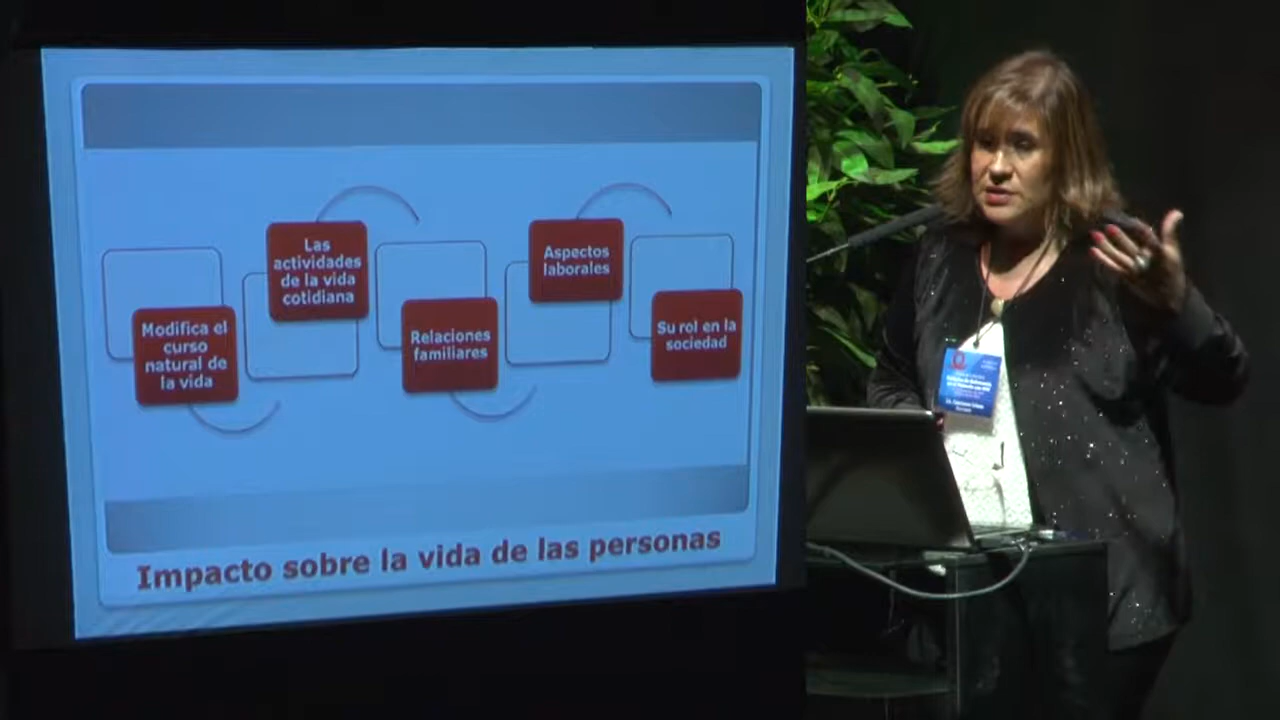 Modifica el
curso
natural de
la vida
Las
actividades
de la vida
cotidiana
Relaciones
familiares
Aspectos
laborales
Su rol en la
sociedad
Impacto sobre la vida de las personas